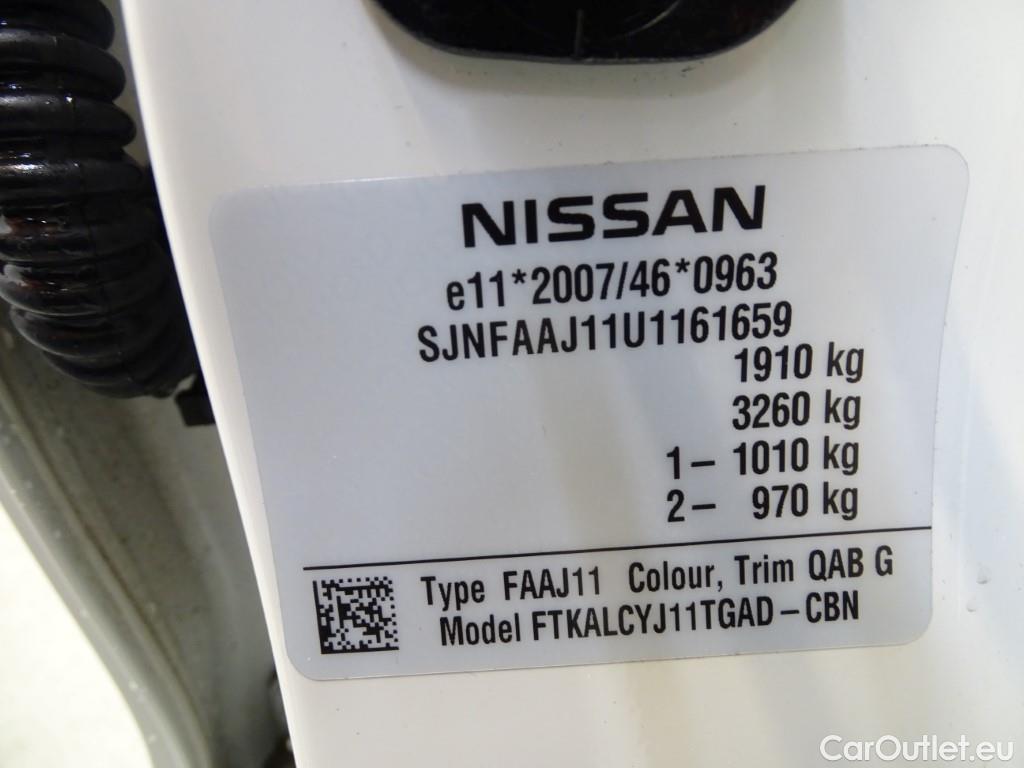 NISSAN
e11*2007/46*0963
SJNFAAJ11U1161659
1910 kg
3260 kg
1– 1010 kg
2– 970 kg
Type FAAJ11 Colour, Trim QAB G
Model FTKALCYJ11TGAD–CBN
CarOutlet.eu